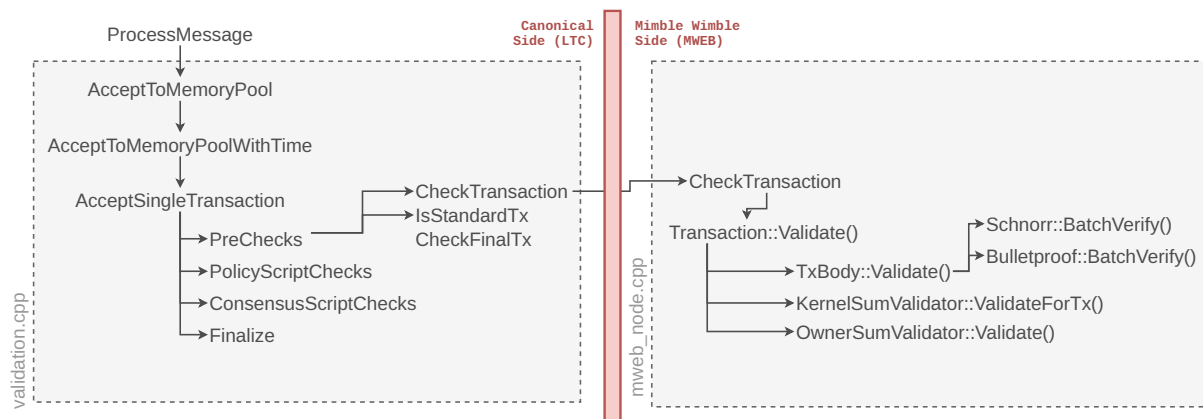 Canonical
Side (LTC)
Mimble Wimble
Side (MWEB)
ProcessMessage
AcceptToMemoryPool
AcceptToMemoryPoolWithTime
AcceptSingleTransaction
PreChecks
PolicyScriptChecks
ConsensusScriptChecks
Finalize
CheckTransaction
IsStandardTx
CheckFinalTx
validation.cpp
CheckTransaction
Transaction::Validate()
TxBody::Validate()
KernelSumValidator::ValidateForTx()
OwnerSumValidator::Validate()
Schnorr::BatchVerify()
Bulletproof::BatchVerify()
mweb_node.cpp